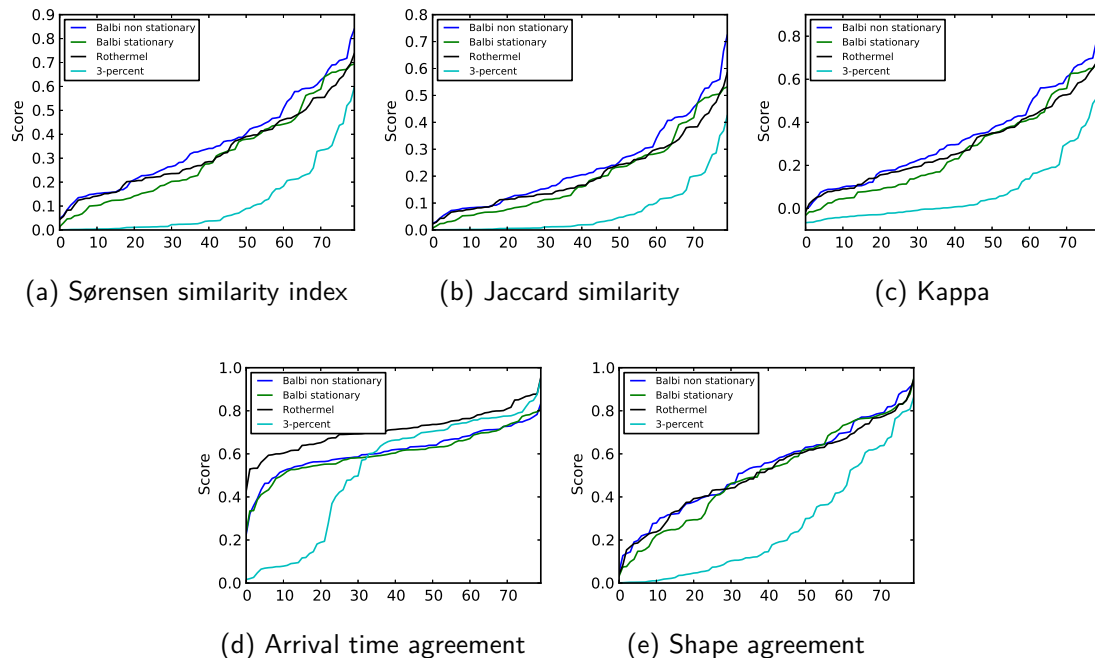 0.9
0.8
0.7
0.6
0.5
0.4
0.3
0.2
0.1
0.0
Score
Balbi non stationary
Balbi stationary
Rothermel
3-percent
0 10 20 30 40 50 60 70
(a) Sørensen similarity index
0.8
0.7
0.6
0.5
0.4
0.3
0.2
0.1
0.0
Score
Balbi non stationary
Balbi stationary
Rothermel
3-percent
0 10 20 30 40 50 60 70
(b) Jaccard similarity
0.8
0.6
0.4
0.2
0.0
Score
Balbi non stationary
Balbi stationary
Rothermel
3-percent
0 10 20 30 40 50 60 70
(c) Kappa
1.0
0.8
0.6
0.4
0.2
0.0
Score
Balbi non stationary
Balbi stationary
Rothermel
3-percent
0 10 20 30 40 50 60 70
(d) Arrival time agreement
1.0
0.8
0.6
0.4
0.2
0.0
Score
Balbi non stationary
Balbi stationary
Rothermel
3-percent
0 10 20 30 40 50 60 70
(e) Shape agreement